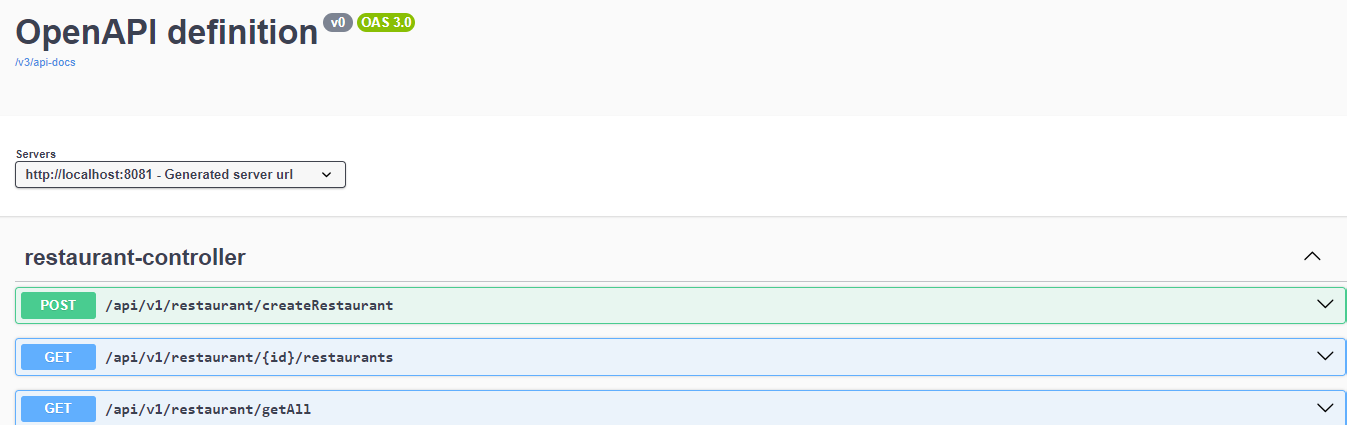 OpenAPI definition v0 OAS 3.0
/v3/api-docs
Servers
http://localhost:8081 - Generated server url
restaurant-controller
POST /api/v1/restaurant/createRestaurant
GET /api/v1/restaurant/{id}/restaurants
GET /api/v1/restaurant/getAll